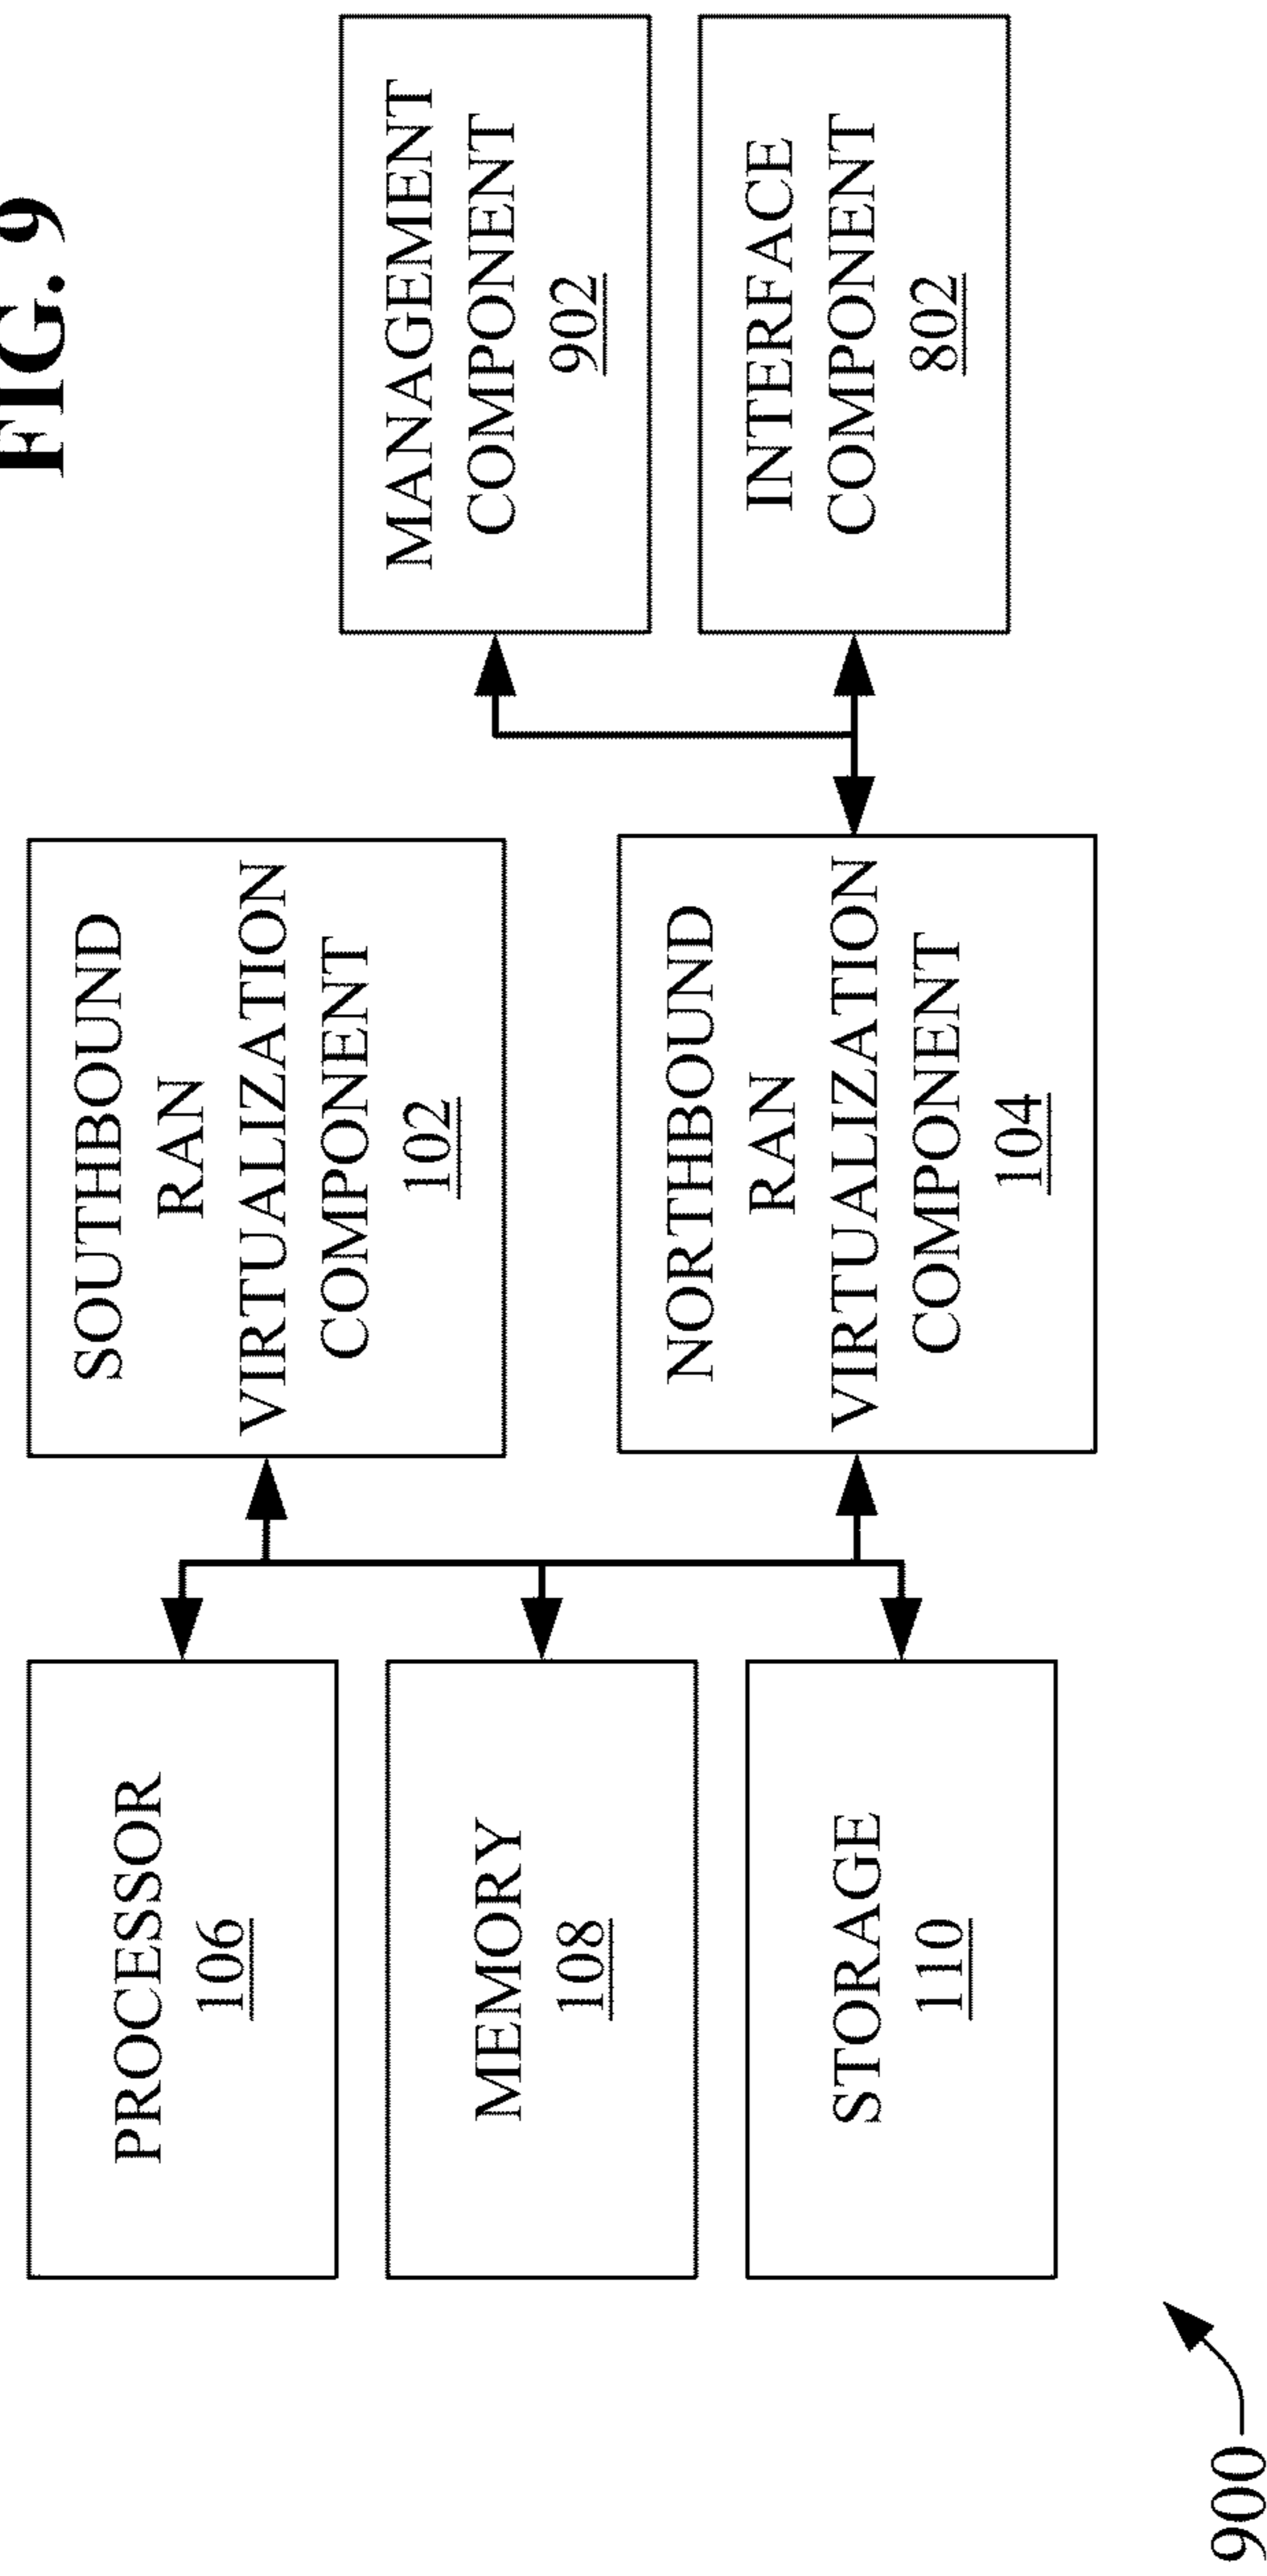 FIG. 9
PROCESSOR
106
MEMORY
108
STORAGE
110
SOUTHBOUND
RAN
VIRTUALIZATION
COMPONENT
102
NORTHBOUND
RAN
VIRTUALIZATION
COMPONENT
104
MANAGEMENT
COMPONENT
902
INTERFACE
COMPONENT
802
900